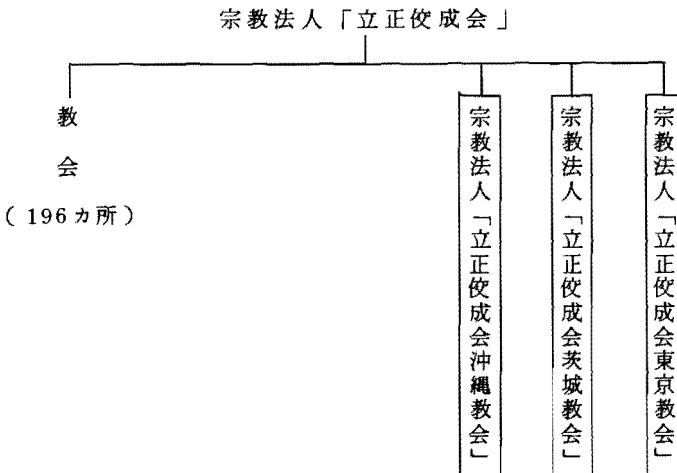 宗教法人「立正佼成会」
教会
（196カ所）
宗教法人「立正佼成会沖縄教会」
宗教法人「立正佼成会茨城教会」
宗教法人「立正佼成会東京教会」